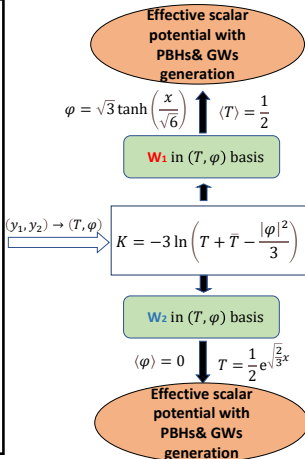 Effective scalar
potential with
PBHs& GWs
generation
φ = √3 tanh(x/√6) ⟨T⟩ = 1/2
W₁ in (T, φ) basis
(y₁, y₂) → (T, φ)
K = −3 ln(T + T̄ − |φ|²/3)
W₂ in (T, φ) basis
⟨φ⟩ = 0 T = 1/2 e^(√(2/3)x)
Effective scalar
potential with
PBHs& GWs
generation